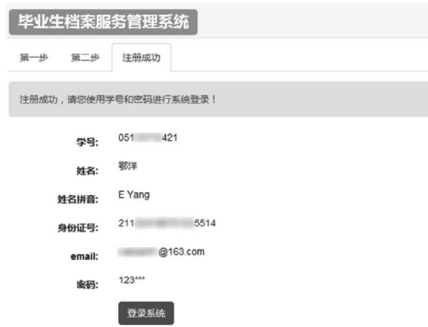 毕业生档案服务管理系统
第一步 第二步 注册成功
注册成功，请您使用学号和密码进行系统登录！
学号: 051 421
姓名: 鄂洋
姓名拼音: E Yang
身份证号: 211 5514
email: @163.com
密码: 123***
登录系统